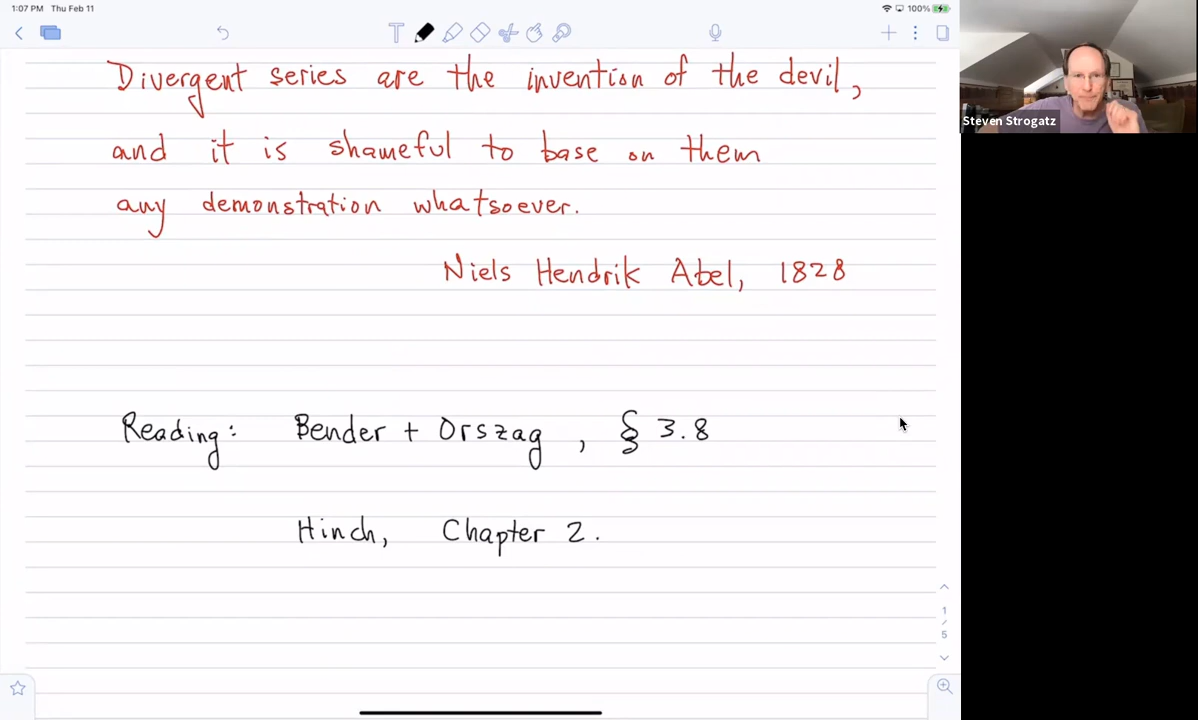 1:07 PM Thu Feb 11
100%
T
Divergent series are the invention of the devil,
and it is shameful to base on them
any demonstration whatsoever.
Niels Hendrik Abel, 1828
Reading: Bender + Orszag, § 3.8
Hinch, Chapter 2.
1
/
5
Steven Strogatz